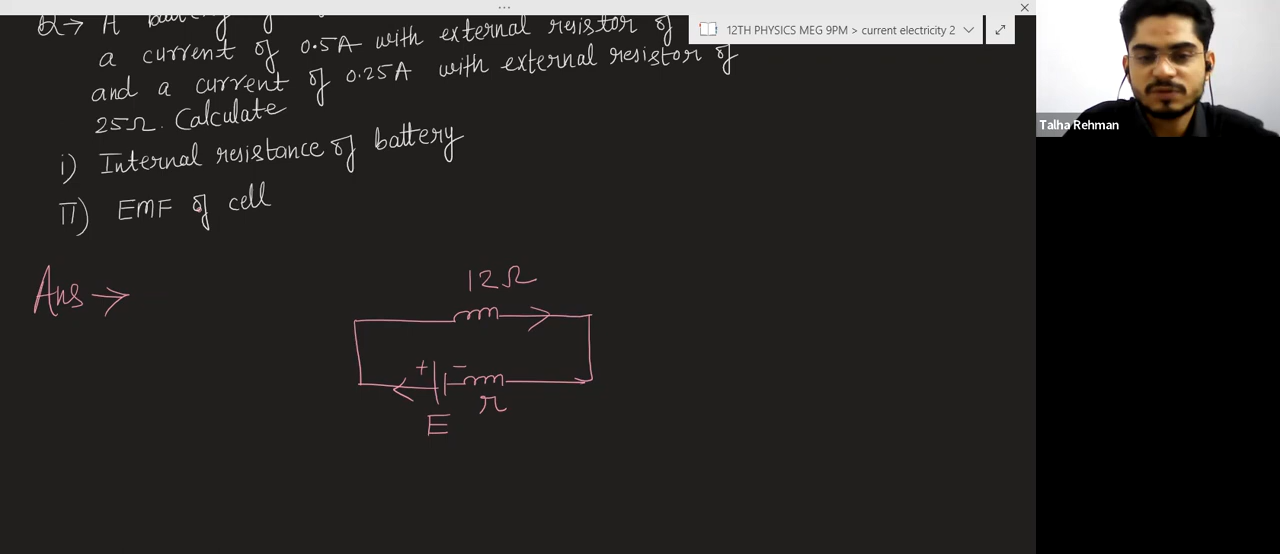 Q→ A battery of
a current of 0.5A with external resistor of
and a current of 0.25A with external resistor of
25Ω. Calculate
i) Internal resistance of battery
II) EMF of cell
12TH PHYSICS MEG 9PM > current electricity 2
Talha Rehman
Ans →
12Ω
+ −
r
E